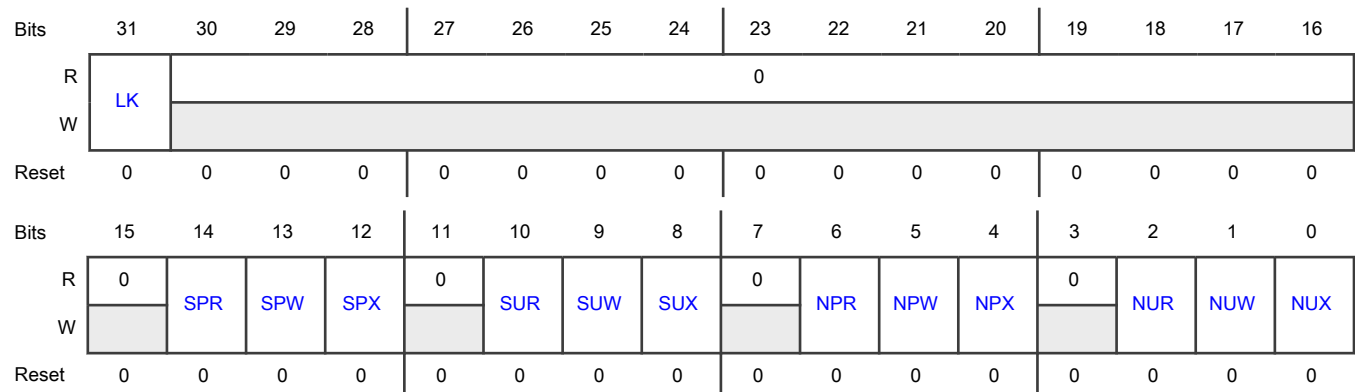 Bits 31 30 29 28 27 26 25 24 23 22 21 20 19 18 17 16
R LK 0
W
Reset 0 0 0 0 0 0 0 0 0 0 0 0 0 0 0 0
Bits 15 14 13 12 11 10 9 8 7 6 5 4 3 2 1 0
R 0 SPR SPW SPX 0 SUR SUW SUX 0 NPR NPW NPX 0 NUR NUW NUX
W
Reset 0 0 0 0 0 0 0 0 0 0 0 0 0 0 0 0